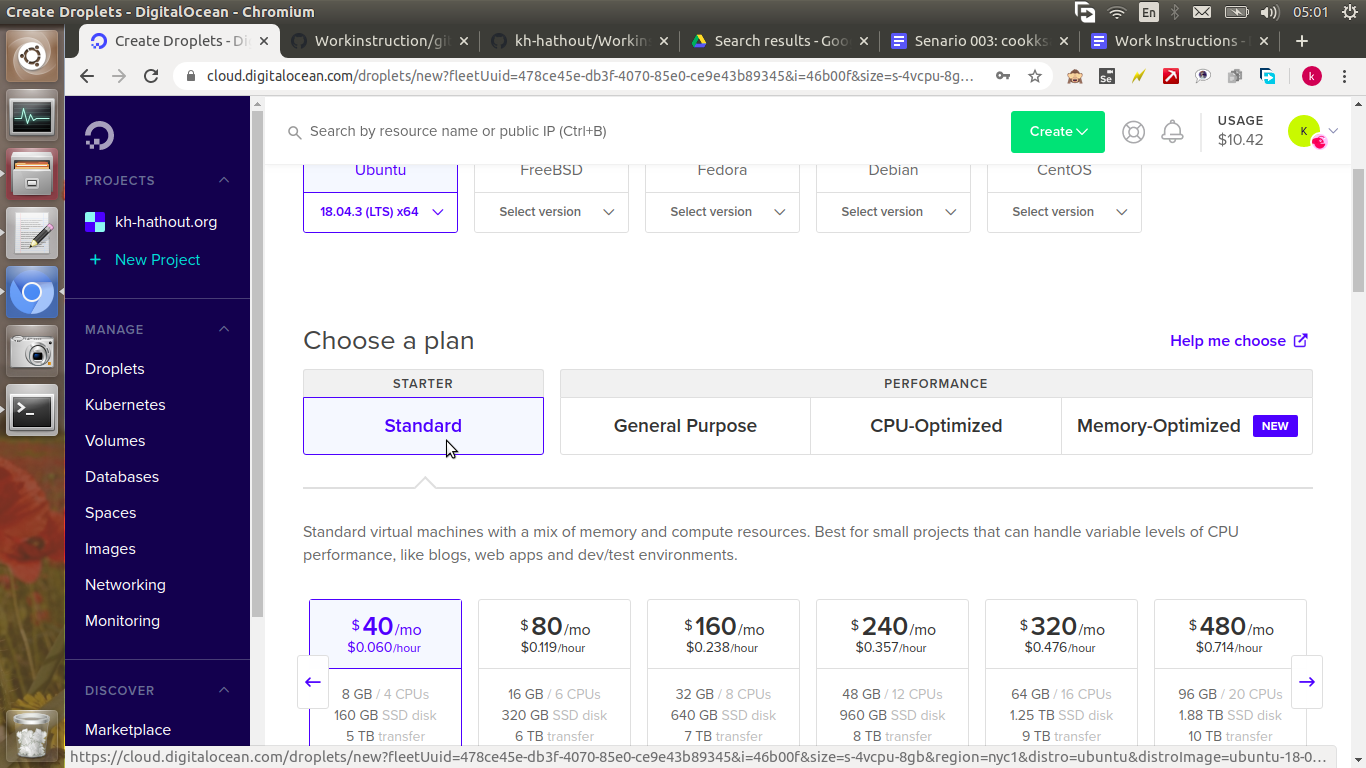 Create Droplets - DigitalOcean - Chromium
En
05:01
Create Droplets - Di
Workinstruction/gi
kh-hathout/Workin
Search results - Goo
Senario 003: cookks
Work Instructions -
cloud.digitalocean.com/droplets/new?fleetUuid=478ce45e-db3f-4070-85e0-ce9e43b89345&i=46b00f&size=s-4vcpu-8g...
Se
k
Search by resource name or public IP (Ctrl+B)
Create
USAGE
$10.42
K
PROJECTS
kh-hathout.org
+ New Project
MANAGE
Droplets
Kubernetes
Volumes
Databases
Spaces
Images
Networking
Monitoring
DISCOVER
Marketplace
Ubuntu
FreeBSD
Fedora
Debian
CentOS
18.04.3 (LTS) x64
Select version
Select version
Select version
Select version
Choose a plan
Help me choose
STARTER
PERFORMANCE
Standard
General Purpose
CPU-Optimized
Memory-Optimized NEW
Standard virtual machines with a mix of memory and compute resources. Best for small projects that can handle variable levels of CPU
performance, like blogs, web apps and dev/test environments.
$ 40/mo
$0.060/hour
8 GB / 4 CPUs
160 GB SSD disk
5 TB transfer
$ 80/mo
$0.119/hour
16 GB / 6 CPUs
320 GB SSD disk
6 TB transfer
$ 160/mo
$0.238/hour
32 GB / 8 CPUs
640 GB SSD disk
7 TB transfer
$ 240/mo
$0.357/hour
48 GB / 12 CPUs
960 GB SSD disk
8 TB transfer
$ 320/mo
$0.476/hour
64 GB / 16 CPUs
1.25 TB SSD disk
9 TB transfer
$ 480/mo
$0.714/hour
96 GB / 20 CPUs
1.88 TB SSD disk
10 TB transfer
https://cloud.digitalocean.com/droplets/new?fleetUuid=478ce45e-db3f-4070-85e0-ce9e43b89345&i=46b00f&size=s-4vcpu-8gb&region=nyc1&distro=ubuntu&distroImage=ubuntu-18-0...